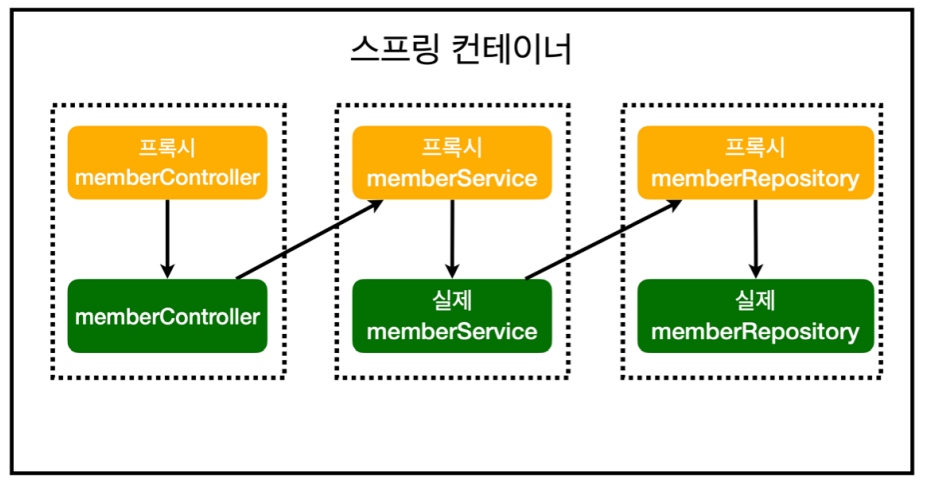 스프링 컨테이너
프록시
memberController
프록시
memberService
프록시
memberRepository
memberController
실제
memberService
실제
memberRepository